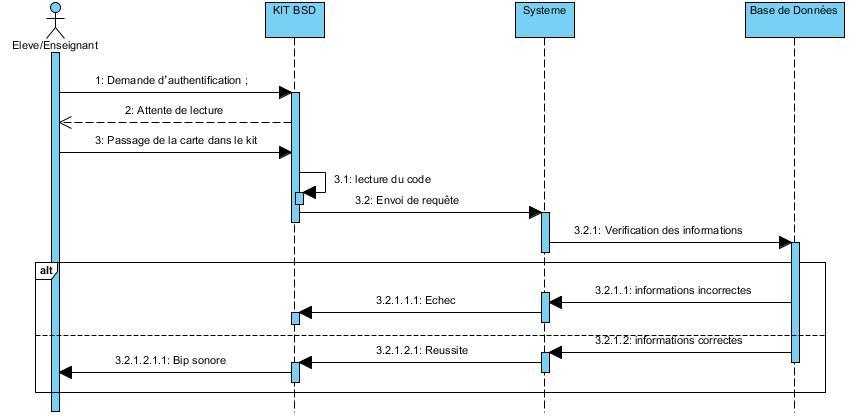 KIT BSD
Systeme
Base de Données
Eleve/Enseignant
1: Demande d'authentification ;
2: Attente de lecture
3: Passage de la carte dans le kit
3.1: lecture du code
3.2: Envoi de requête
3.2.1: Verification des informations
alt
3.2.1.1: informations incorrectes
3.2.1.1.1: Echec
3.2.1.2: informations correctes
3.2.1.2.1: Reussite
3.2.1.2.1.1: Bip sonore